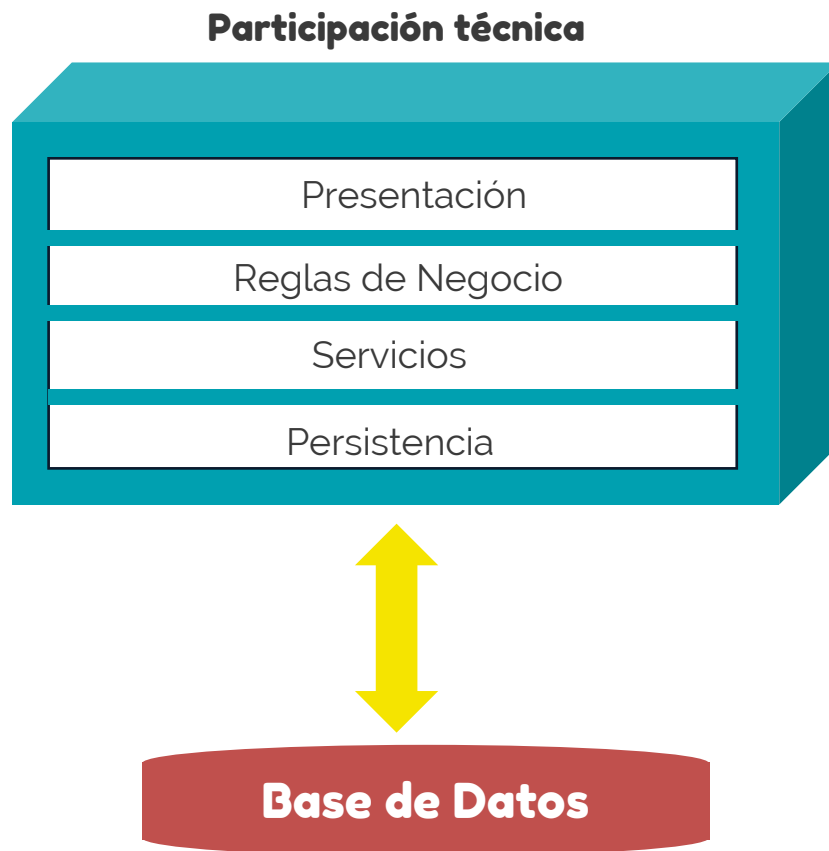 Participación técnica
Presentación
Reglas de Negocio
Servicios
Persistencia
Base de Datos